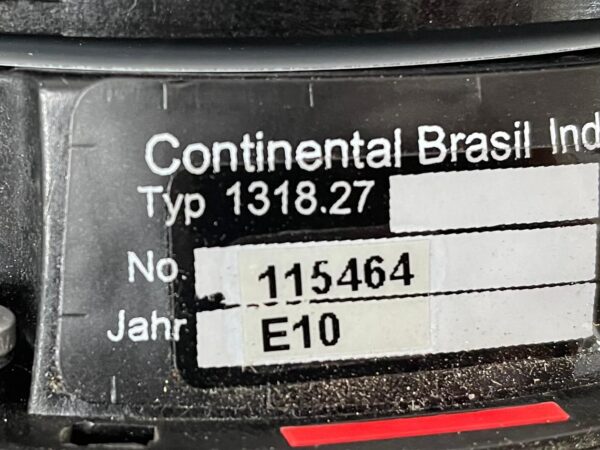 Continental Brasil Ind
Typ 1318.27
No 115464
Jahr E10